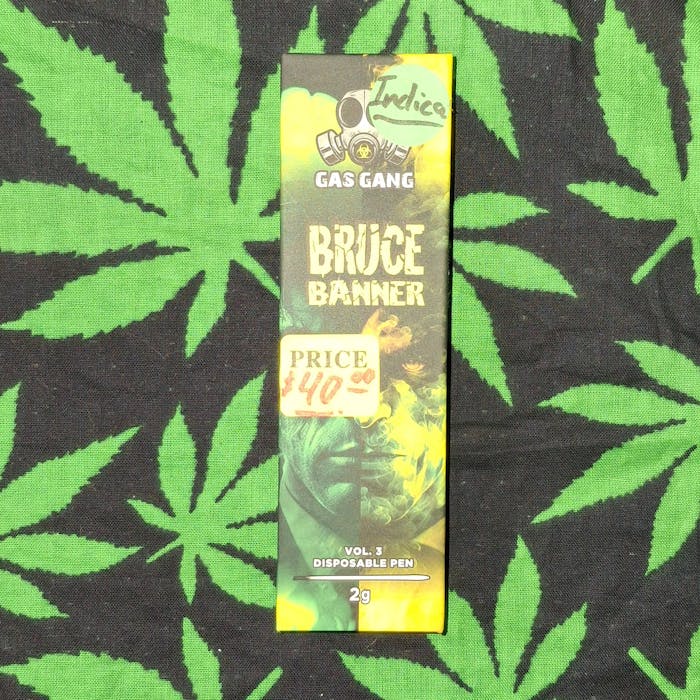 Indica
GAS GANG
BRUCE
BANNER
PRICE
$40.00
VOL. 3
DISPOSABLE PEN
2g